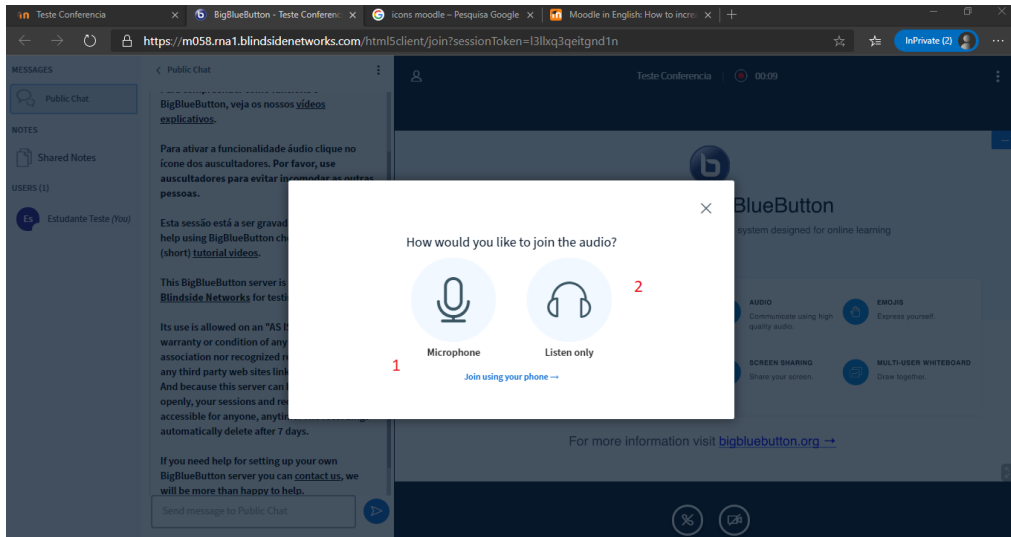 Teste Conferencia
BigBlueButton - Teste Conferenc
icons moodle – Pesquisa Google
Moodle in English: How to increa
https://m058.rna1.blindsidenetworks.com/html5client/join?sessionToken=l3llxq3qeitgnd1n
InPrivate (2)
MESSAGES
Public Chat
NOTES
Shared Notes
USERS (1)
Es
Estudante Teste (You)
Public Chat
BigBlueButton, veja os nossos vídeos
explicativos.
Para ativar a funcionalidade áudio clique no
ícone dos auscultadores. Por favor, use
auscultadores para evitar incomodar as outras
pessoas.
Esta sessão está a ser gravad
help using BigBlueButton che
(short) tutorial videos.
This BigBlueButton server is
Blindside Networks for testi
Its use is allowed on an "AS IS
warranty or condition of any
association nor recognized re
any third party web sites link
And because this server can b
openly, your sessions and rec
accessible for anyone, anytim
automatically delete after 7 days.
If you need help for setting up your own
BigBlueButton server you can contact us, we
will be more than happy to help.
Send message to Public Chat
Teste Conferencia
00:09
b
BlueButton
system designed for online learning
AUDIO
Communicate using high
quality audio.
EMOJIS
Express yourself.
SCREEN SHARING
Share your screen.
MULTI-USER WHITEBOARD
Draw together.
For more information visit bigbluebutton.org →
How would you like to join the audio?
Microphone
Listen only
1
2
Join using your phone →